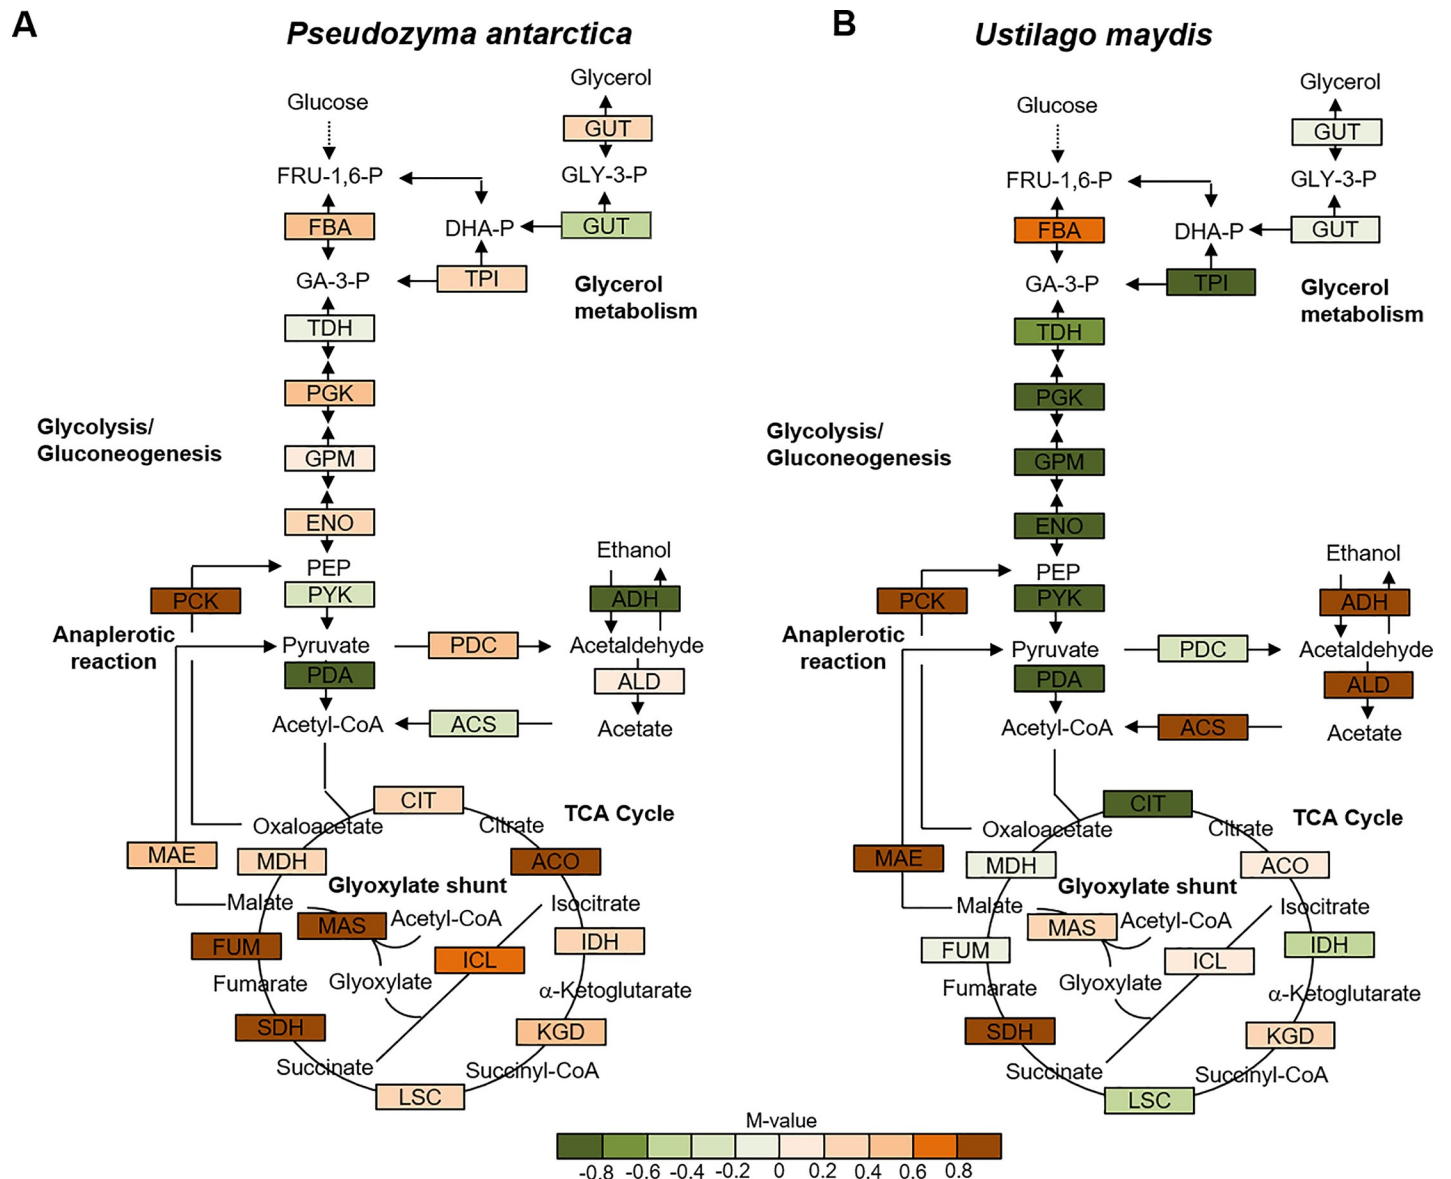 A
Pseudozyma antarctica
Glucose
Glycerol
GUT
FRU-1,6-P
GLY-3-P
FBA
DHA-P
GUT
GA-3-P
TPI
Glycerol
metabolism
TDH
PGK
Glycolysis/
Gluconeogenesis
GPM
ENO
PEP
Ethanol
PCK
PYK
ADH
Anaplerotic
reaction
Pyruvate
PDC
Acetaldehyde
PDA
ALD
Acetyl-CoA
ACS
Acetate
CIT
TCA Cycle
Oxaloacetate
Citrate
MAE
MDH
ACO
Glyoxylate shunt
Malate
MAS
Acetyl-CoA
Isocitrate
FUM
ICL
IDH
Fumarate
Glyoxylate
α-Ketoglutarate
SDH
KGD
Succinate
Succinyl-CoA
LSC
B
Ustilago maydis
Glucose
Glycerol
GUT
FRU-1,6-P
GLY-3-P
FBA
DHA-P
GUT
GA-3-P
TPI
Glycerol
metabolism
TDH
PGK
Glycolysis/
Gluconeogenesis
GPM
ENO
PEP
Ethanol
PCK
PYK
ADH
Anaplerotic
reaction
Pyruvate
PDC
Acetaldehyde
PDA
ALD
Acetyl-CoA
ACS
Acetate
CIT
TCA Cycle
Oxaloacetate
Citrate
MAE
MDH
ACO
Glyoxylate shunt
Malate
MAS
Acetyl-CoA
Isocitrate
FUM
ICL
IDH
Fumarate
Glyoxylate
α-Ketoglutarate
SDH
KGD
Succinate
Succinyl-CoA
LSC
M-value
-0.8 -0.6 -0.4 -0.2 0 0.2 0.4 0.6 0.8